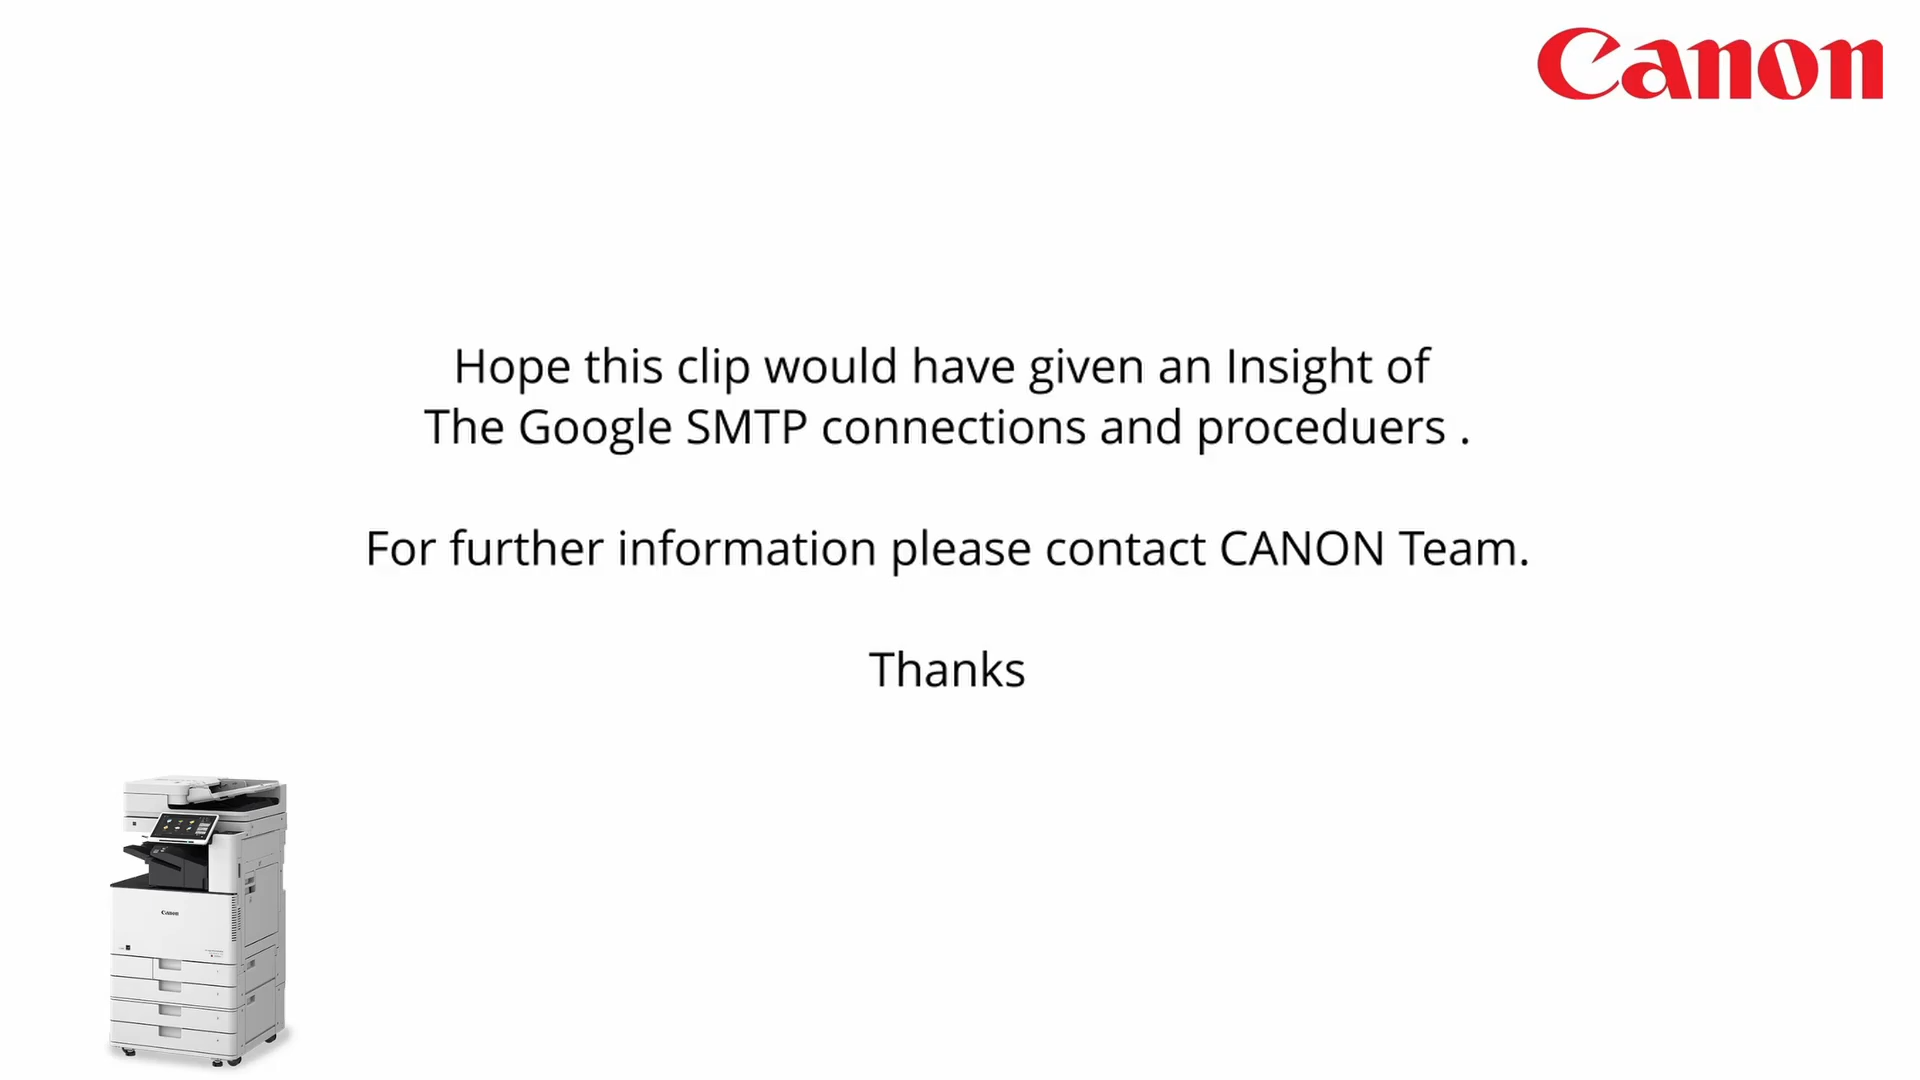 Canon
Hope this clip would have given an Insight of
The Google SMTP connections and proceduers .
For further information please contact CANON Team.
Thanks
Canon